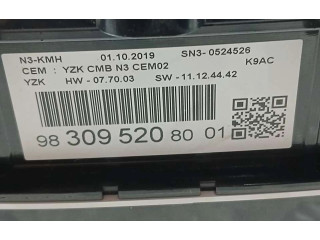 N3-KMH 01.10.2019 SN3- 0524526
CEM : YZK CMB N3 CEM02 K9AC
YZK HW - 07.70.03 SW - 11.12.44.42
98 309 520 80 01